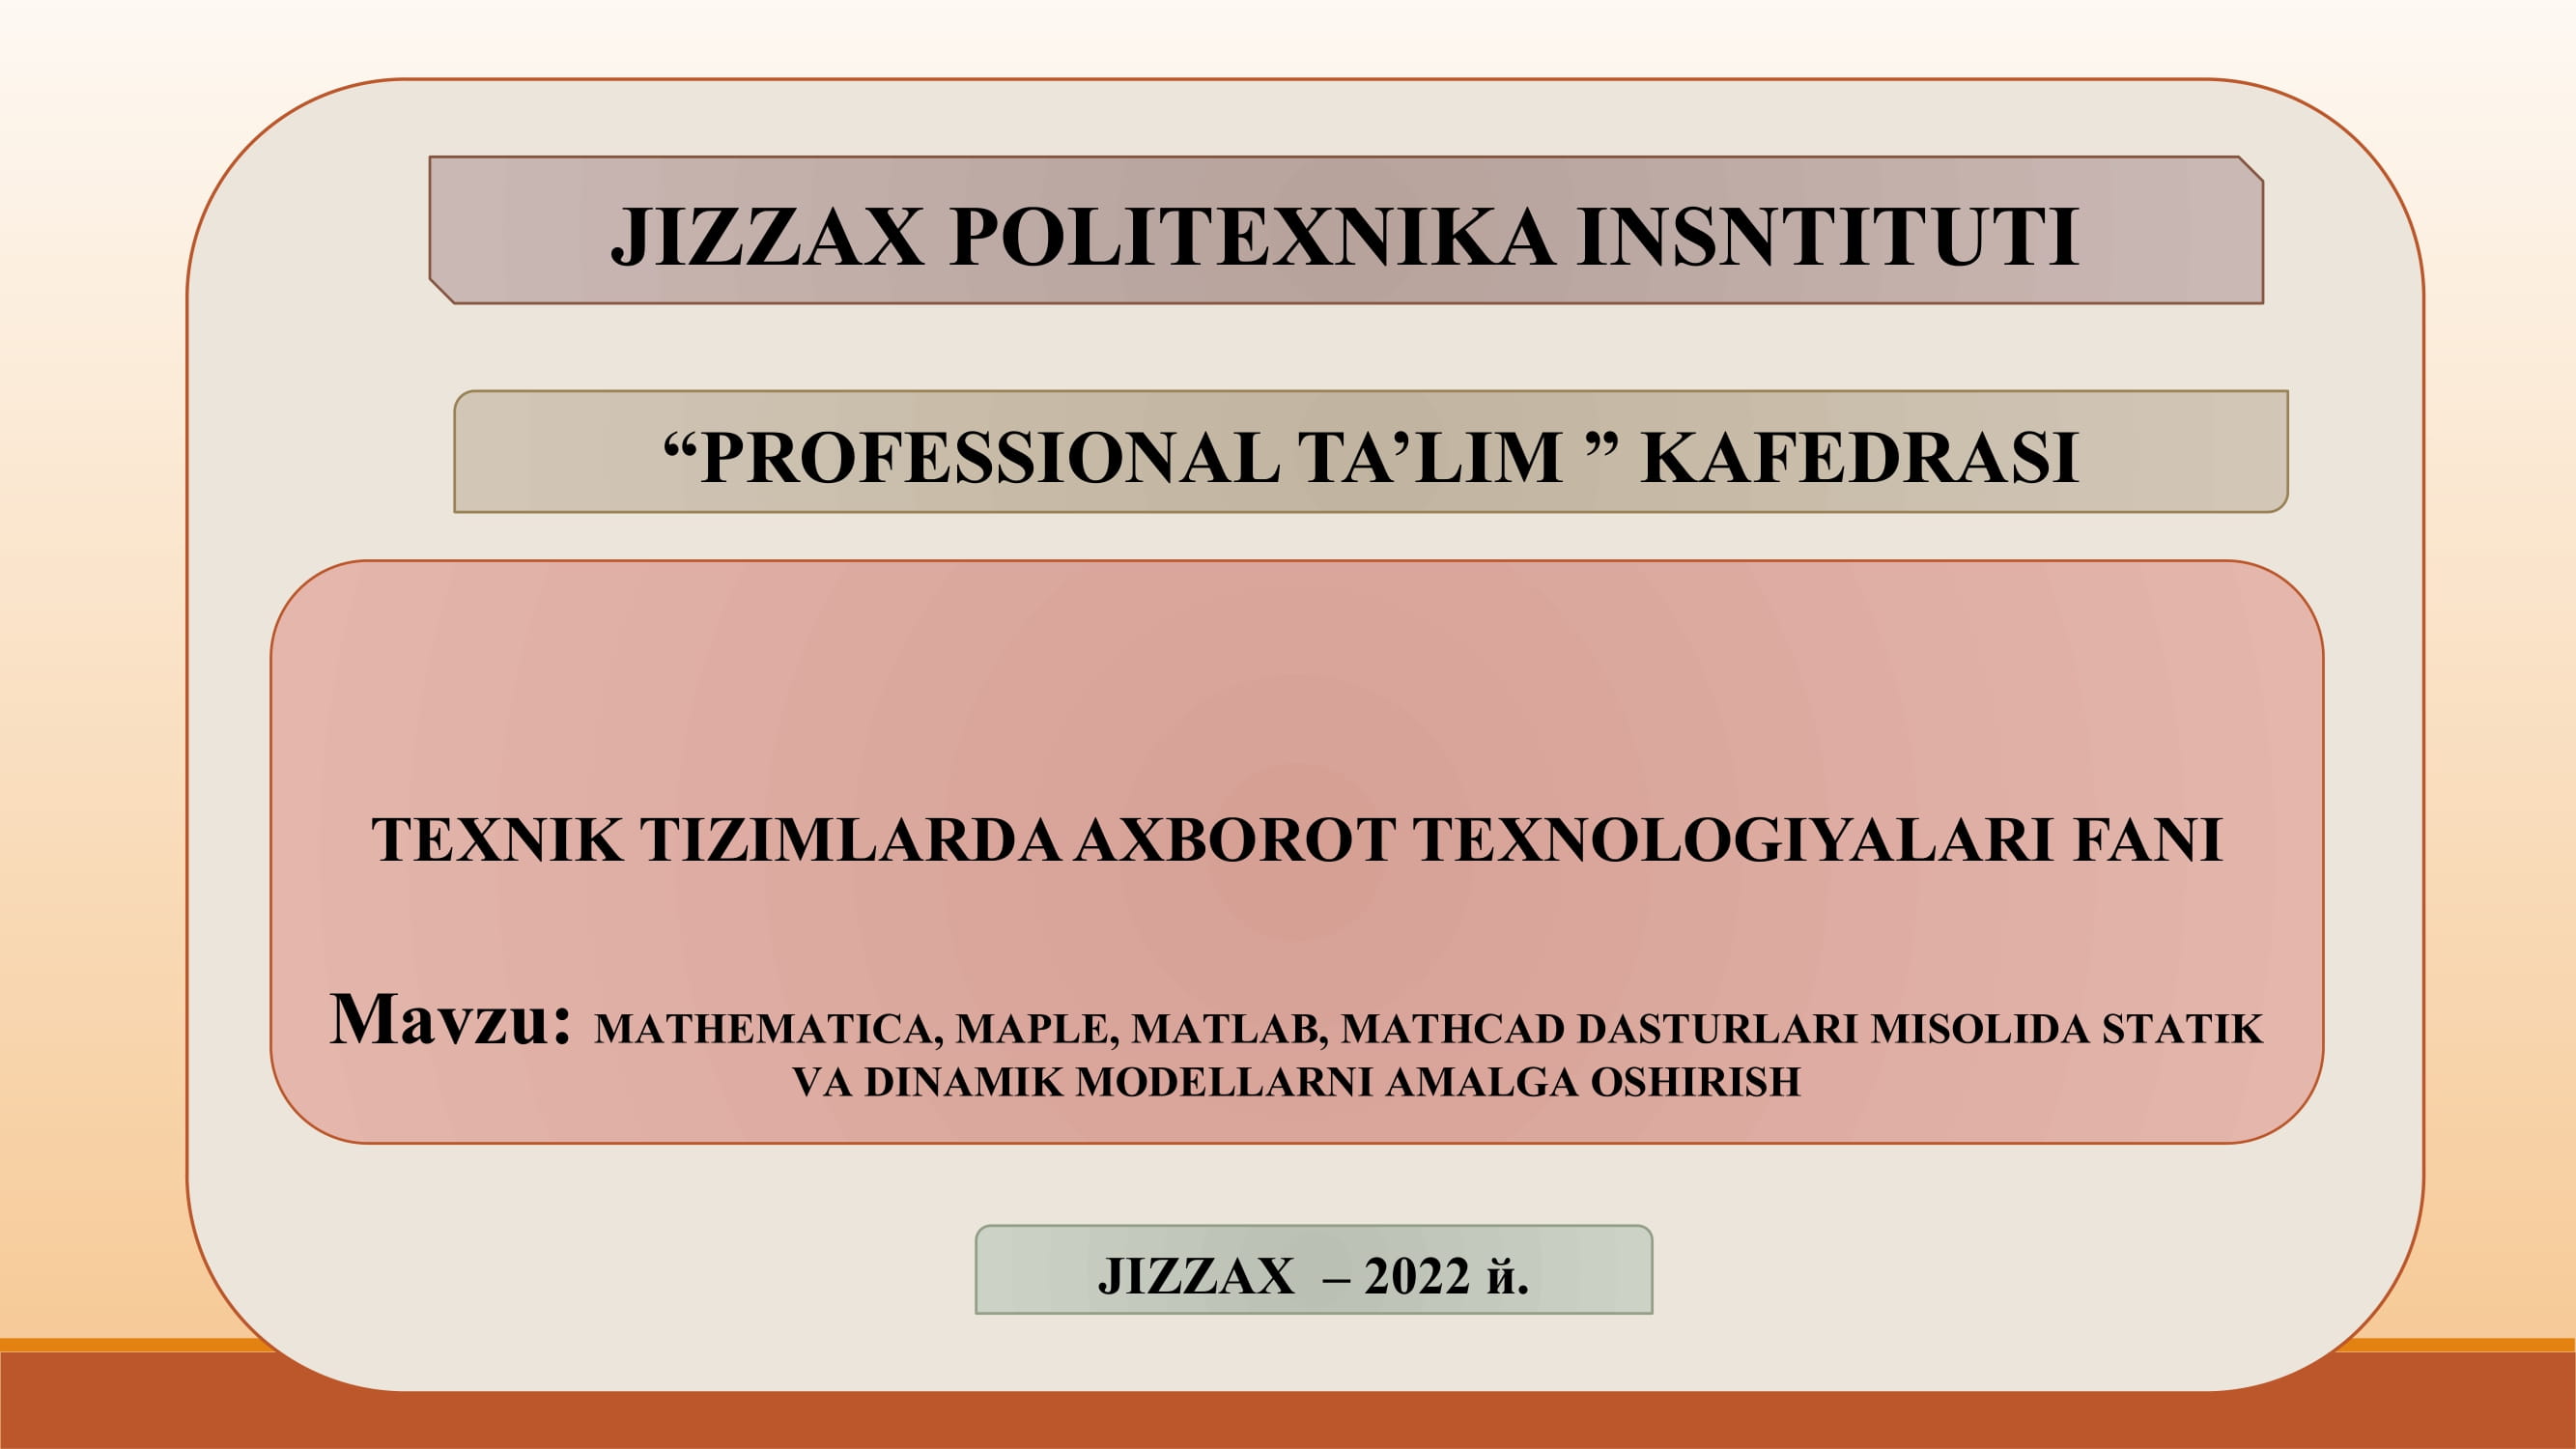 JIZZAX POLITEXNIKA INSNTITUTI
“PROFESSIONAL TA’LIM ” KAFEDRASI
TEXNIK TIZIMLARDA AXBOROT TEXNOLOGIYALARI FANI
Mavzu: MATHEMATICA, MAPLE, MATLAB, MATHCAD DASTURLARI MISOLIDA STATIK
VA DINAMIK MODELLARNI AMALGA OSHIRISH
JIZZAX – 2022 й.